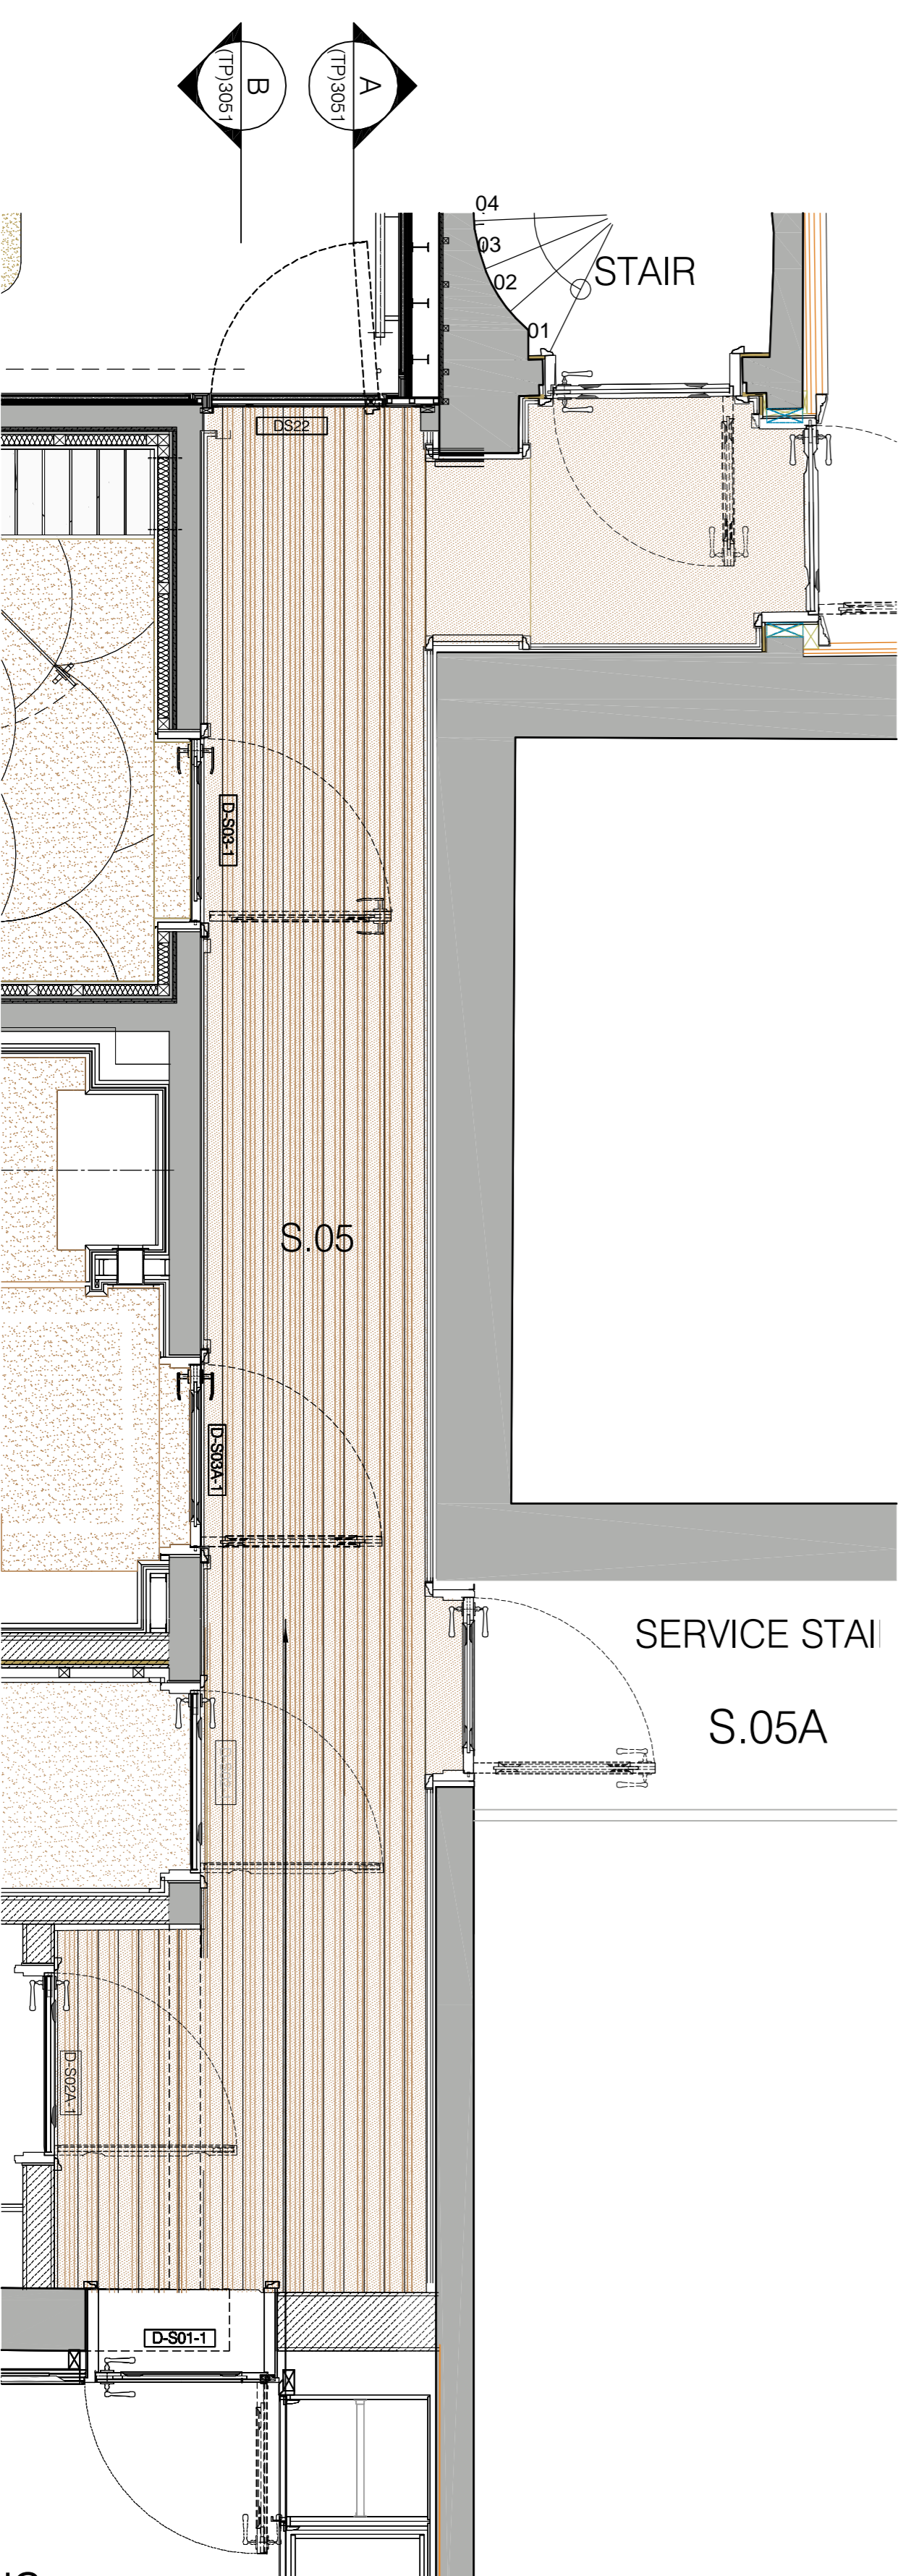 B
(TP)3051
A
(TP)3051
04
03
02
01
STAIR
DS22
D-S03-1
S.05
D-S03A-1
SERVICE STAI
S.05A
D-S02A-1
D-S01-1